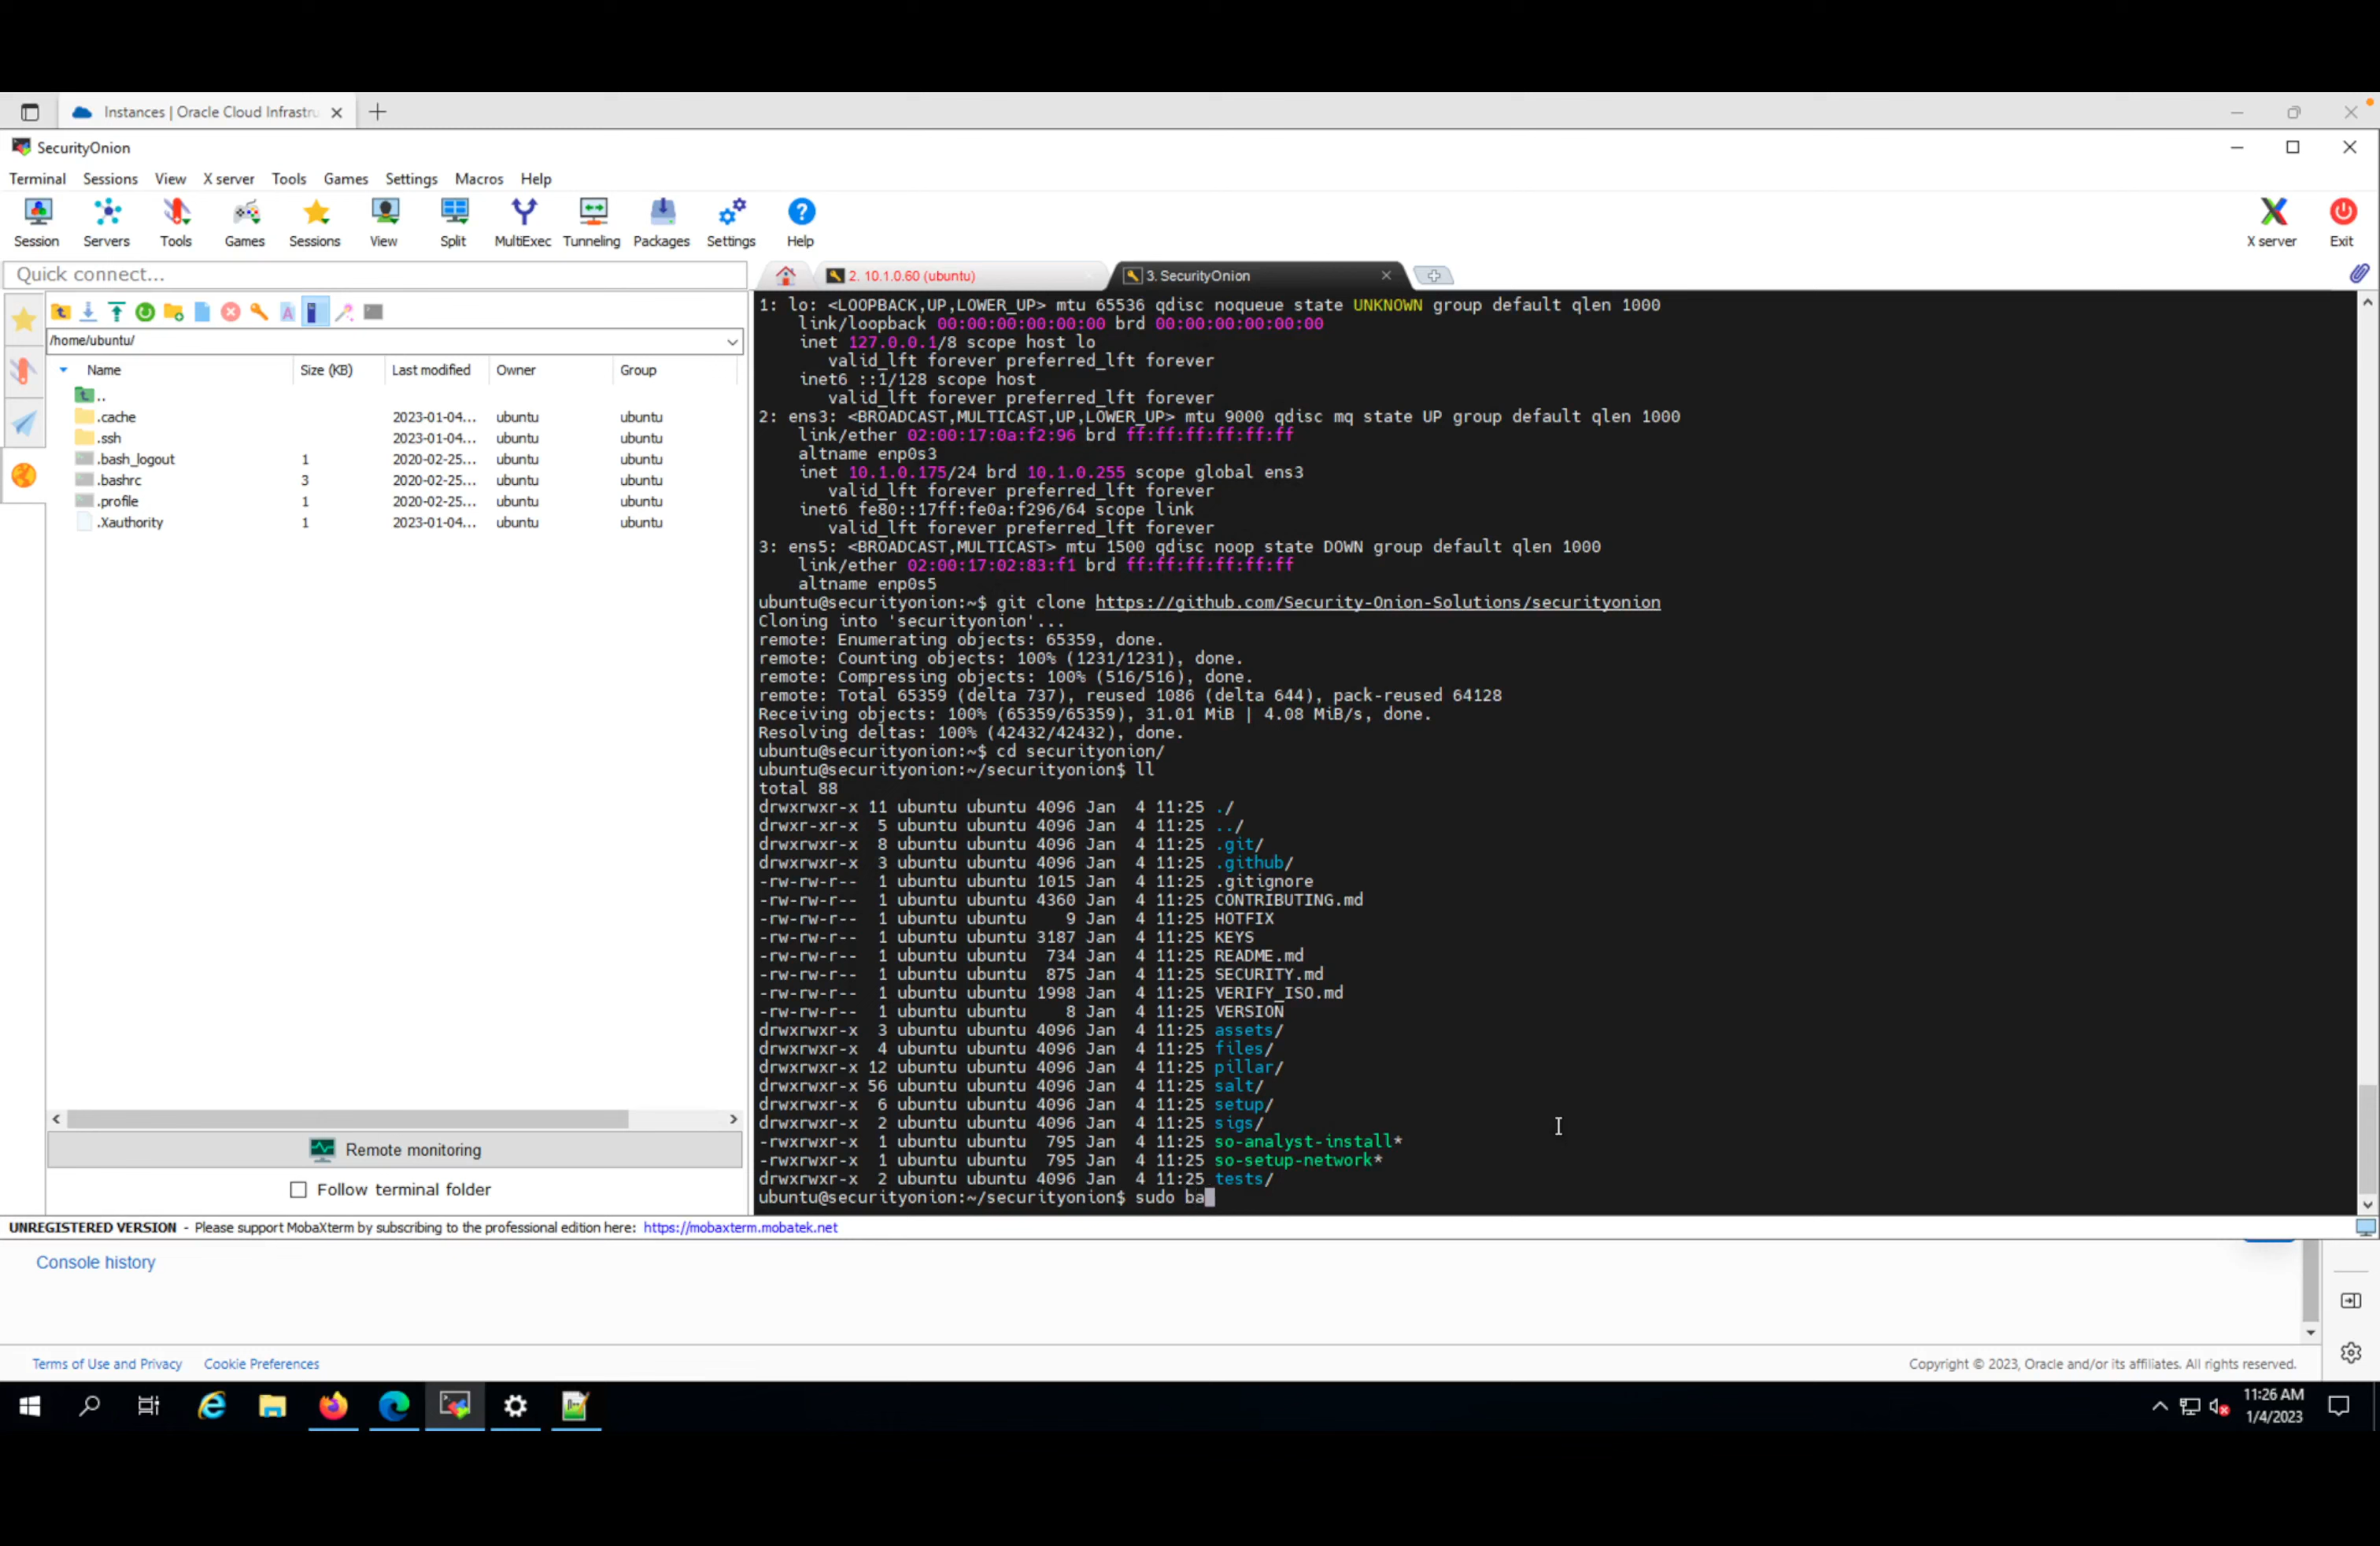 Instances | Oracle Cloud Infrastru
SecurityOnion
Terminal Sessions View X server Tools Games Settings Macros Help
Session Servers Tools Games Sessions View Split MultiExec Tunneling Packages Settings Help X server Exit
Quick connect...
2. 10.1.0.60 (ubuntu)
3. SecurityOnion
/home/ubuntu/
Name Size (KB) Last modified Owner Group
..
.cache 2023-01-04... ubuntu ubuntu
.ssh 2023-01-04... ubuntu ubuntu
.bash_logout 1 2020-02-25... ubuntu ubuntu
.bashrc 3 2020-02-25... ubuntu ubuntu
.profile 1 2020-02-25... ubuntu ubuntu
.Xauthority 1 2023-01-04... ubuntu ubuntu
Remote monitoring
Follow terminal folder
1: lo: <LOOPBACK,UP,LOWER_UP> mtu 65536 qdisc noqueue state UNKNOWN group default qlen 1000
link/loopback 00:00:00:00:00:00 brd 00:00:00:00:00:00
inet 127.0.0.1/8 scope host lo
valid_lft forever preferred_lft forever
inet6 ::1/128 scope host
valid_lft forever preferred_lft forever
2: ens3: <BROADCAST,MULTICAST,UP,LOWER_UP> mtu 9000 qdisc mq state UP group default qlen 1000
link/ether 02:00:17:0a:f2:96 brd ff:ff:ff:ff:ff:ff
altname enp0s3
inet 10.1.0.175/24 brd 10.1.0.255 scope global ens3
valid_lft forever preferred_lft forever
inet6 fe80::17ff:fe0a:f296/64 scope link
valid_lft forever preferred_lft forever
3: ens5: <BROADCAST,MULTICAST> mtu 1500 qdisc noop state DOWN group default qlen 1000
link/ether 02:00:17:02:83:f1 brd ff:ff:ff:ff:ff:ff
altname enp0s5
ubuntu@securityonion:~$ git clone https://github.com/Security-Onion-Solutions/securityonion
Cloning into 'securityonion'...
remote: Enumerating objects: 65359, done.
remote: Counting objects: 100% (1231/1231), done.
remote: Compressing objects: 100% (516/516), done.
remote: Total 65359 (delta 737), reused 1086 (delta 644), pack-reused 64128
Receiving objects: 100% (65359/65359), 31.01 MiB | 4.08 MiB/s, done.
Resolving deltas: 100% (42432/42432), done.
ubuntu@securityonion:~$ cd securityonion/
ubuntu@securityonion:~/securityonion$ ll
total 88
drwxrwxr-x 11 ubuntu ubuntu 4096 Jan 4 11:25 ./
drwxr-xr-x 5 ubuntu ubuntu 4096 Jan 4 11:25 ../
drwxrwxr-x 8 ubuntu ubuntu 4096 Jan 4 11:25 .git/
drwxrwxr-x 3 ubuntu ubuntu 4096 Jan 4 11:25 .github/
-rw-rw-r-- 1 ubuntu ubuntu 1015 Jan 4 11:25 .gitignore
-rw-rw-r-- 1 ubuntu ubuntu 4360 Jan 4 11:25 CONTRIBUTING.md
-rw-rw-r-- 1 ubuntu ubuntu 9 Jan 4 11:25 HOTFIX
-rw-rw-r-- 1 ubuntu ubuntu 3187 Jan 4 11:25 KEYS
-rw-rw-r-- 1 ubuntu ubuntu 734 Jan 4 11:25 README.md
-rw-rw-r-- 1 ubuntu ubuntu 875 Jan 4 11:25 SECURITY.md
-rw-rw-r-- 1 ubuntu ubuntu 1998 Jan 4 11:25 VERIFY_ISO.md
-rw-rw-r-- 1 ubuntu ubuntu 8 Jan 4 11:25 VERSION
drwxrwxr-x 3 ubuntu ubuntu 4096 Jan 4 11:25 assets/
drwxrwxr-x 4 ubuntu ubuntu 4096 Jan 4 11:25 files/
drwxrwxr-x 12 ubuntu ubuntu 4096 Jan 4 11:25 pillar/
drwxrwxr-x 56 ubuntu ubuntu 4096 Jan 4 11:25 salt/
drwxrwxr-x 6 ubuntu ubuntu 4096 Jan 4 11:25 setup/
drwxrwxr-x 2 ubuntu ubuntu 4096 Jan 4 11:25 sigs/
-rwxrwxr-x 1 ubuntu ubuntu 795 Jan 4 11:25 so-analyst-install*
-rwxrwxr-x 1 ubuntu ubuntu 795 Jan 4 11:25 so-setup-network*
drwxrwxr-x 2 ubuntu ubuntu 4096 Jan 4 11:25 tests/
ubuntu@securityonion:~/securityonion$ sudo ba
UNREGISTERED VERSION - Please support MobaXterm by subscribing to the professional edition here: https://mobaxterm.mobatek.net
Console history
Terms of Use and Privacy Cookie Preferences
Copyright © 2023, Oracle and/or its affiliates. All rights reserved.
11:26 AM
1/4/2023